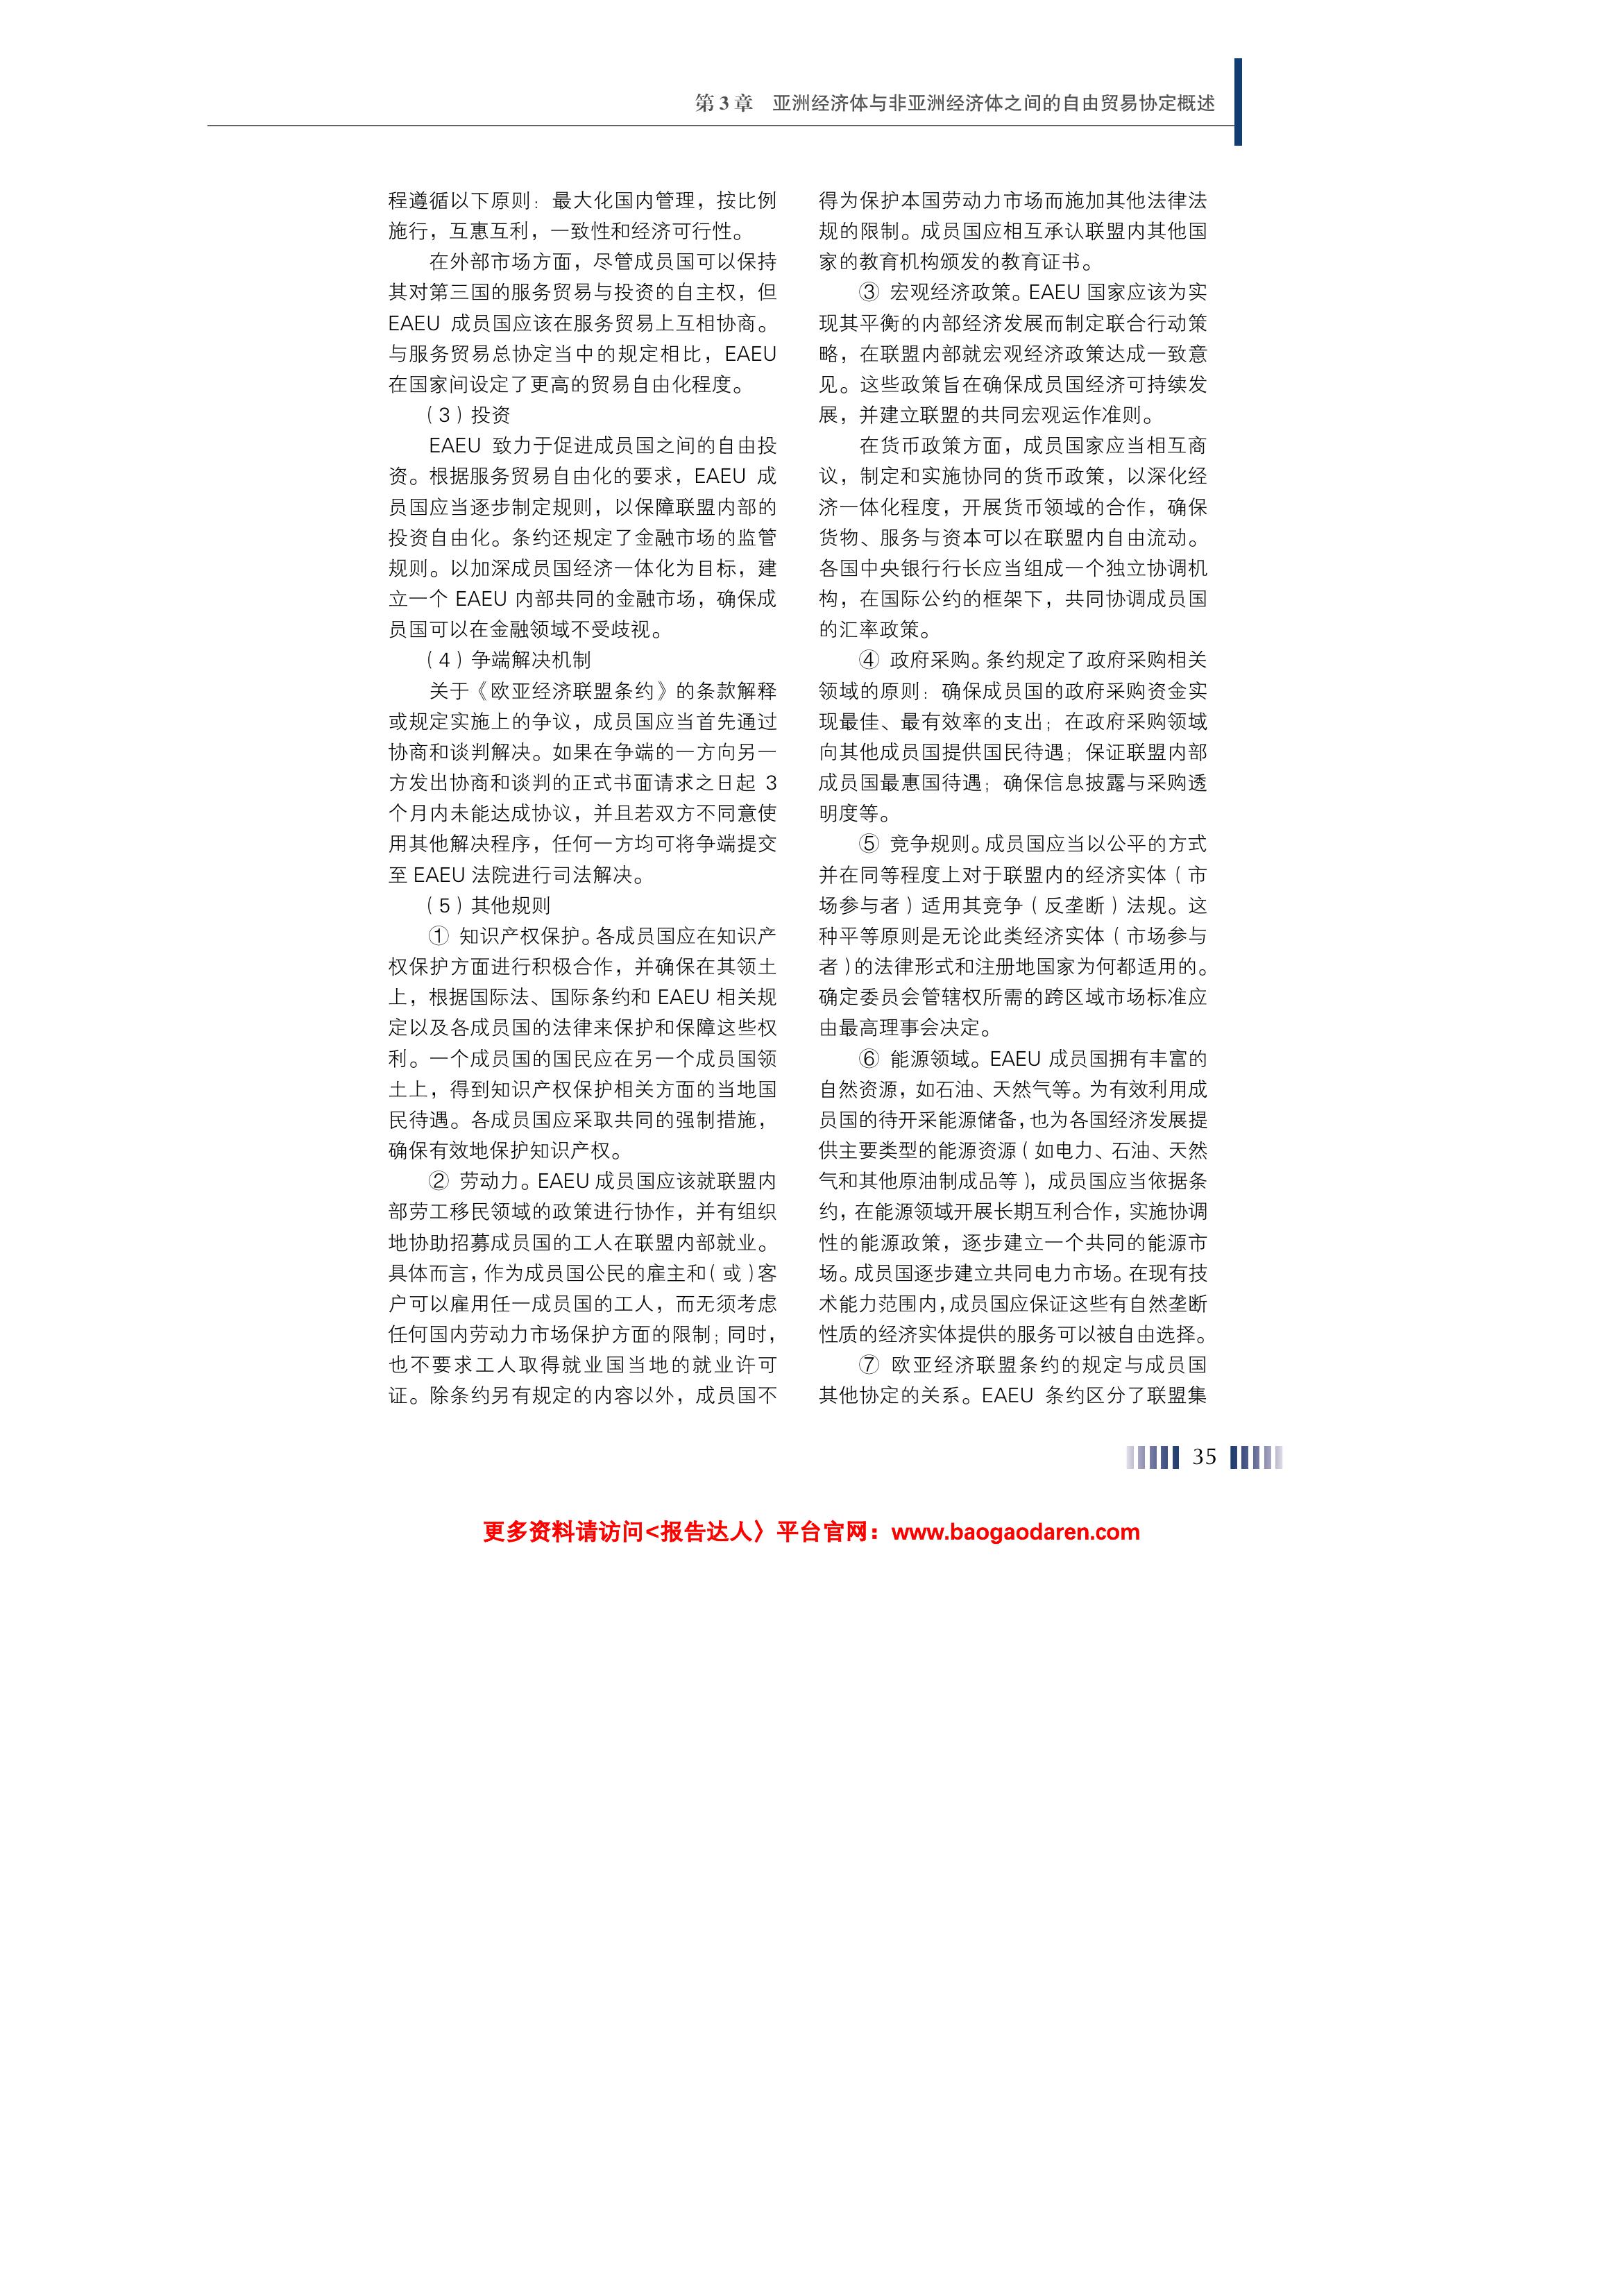 第 3 章　亚洲经济体与非亚洲经济体之间的自由贸易协定概述
程遵循以下原则：最大化国内管理，按比例
施行，互惠互利，一致性和经济可行性。
在外部市场方面，尽管成员国可以保持
其对第三国的服务贸易与投资的自主权，但
EAEU 成员国应该在服务贸易上互相协商。
与服务贸易总协定当中的规定相比，EAEU
在国家间设定了更高的贸易自由化程度。
（3）投资
EAEU 致力于促进成员国之间的自由投
资。根据服务贸易自由化的要求，EAEU 成
员国应当逐步制定规则，以保障联盟内部的
投资自由化。条约还规定了金融市场的监管
规则。以加深成员国经济一体化为目标，建
立一个 EAEU 内部共同的金融市场，确保成
员国可以在金融领域不受歧视。
（4）争端解决机制
关于《欧亚经济联盟条约》的条款解释
或规定实施上的争议，成员国应当首先通过
协商和谈判解决。如果在争端的一方向另一
方发出协商和谈判的正式书面请求之日起 3
个月内未能达成协议，并且若双方不同意使
用其他解决程序，任何一方均可将争端提交
至 EAEU 法院进行司法解决。
（5）其他规则
① 知识产权保护。各成员国应在知识产
权保护方面进行积极合作，并确保在其领土
上，根据国际法、国际条约和 EAEU 相关规
定以及各成员国的法律来保护和保障这些权
利。一个成员国的国民应在另一个成员国领
土上，得到知识产权保护相关方面的当地国
民待遇。各成员国应采取共同的强制措施，
确保有效地保护知识产权。
② 劳动力。EAEU 成员国应该就联盟内
部劳工移民领域的政策进行协作，并有组织
地协助招募成员国的工人在联盟内部就业。
具体而言，作为成员国公民的雇主和（或）客
户可以雇用任一成员国的工人，而无须考虑
任何国内劳动力市场保护方面的限制；同时，
也不要求工人取得就业国当地的就业许可
证。除条约另有规定的内容以外，成员国不
得为保护本国劳动力市场而施加其他法律法
规的限制。成员国应相互承认联盟内其他国
家的教育机构颁发的教育证书。
③ 宏观经济政策。EAEU 国家应该为实
现其平衡的内部经济发展而制定联合行动策
略，在联盟内部就宏观经济政策达成一致意
见。这些政策旨在确保成员国经济可持续发
展，并建立联盟的共同宏观运作准则。
在货币政策方面，成员国家应当相互商
议，制定和实施协同的货币政策，以深化经
济一体化程度，开展货币领域的合作，确保
货物、服务与资本可以在联盟内自由流动。
各国中央银行行长应当组成一个独立协调机
构，在国际公约的框架下，共同协调成员国
的汇率政策。
④ 政府采购。条约规定了政府采购相关
领域的原则：确保成员国的政府采购资金实
现最佳、最有效率的支出；在政府采购领域
向其他成员国提供国民待遇；保证联盟内部
成员国最惠国待遇；确保信息披露与采购透
明度等。
⑤ 竞争规则。成员国应当以公平的方式
并在同等程度上对于联盟内的经济实体（市
场参与者）适用其竞争（反垄断）法规。这
种平等原则是无论此类经济实体（市场参与
者）的法律形式和注册地国家为何都适用的。
确定委员会管辖权所需的跨区域市场标准应
由最高理事会决定。
⑥ 能源领域。EAEU 成员国拥有丰富的
自然资源，如石油、天然气等。为有效利用成
员国的待开采能源储备，也为各国经济发展提
供主要类型的能源资源（如电力、石油、天然
气和其他原油制成品等），成员国应当依据条
约，在能源领域开展长期互利合作，实施协调
性的能源政策，逐步建立一个共同的能源市
场。成员国逐步建立共同电力市场。在现有技
术能力范围内，成员国应保证这些有自然垄断
性质的经济实体提供的服务可以被自由选择。
⑦ 欧亚经济联盟条约的规定与成员国
其他协定的关系。EAEU 条约区分了联盟集
35
更多资料请访问<报告达人〉平台官网：www.baogaodaren.com